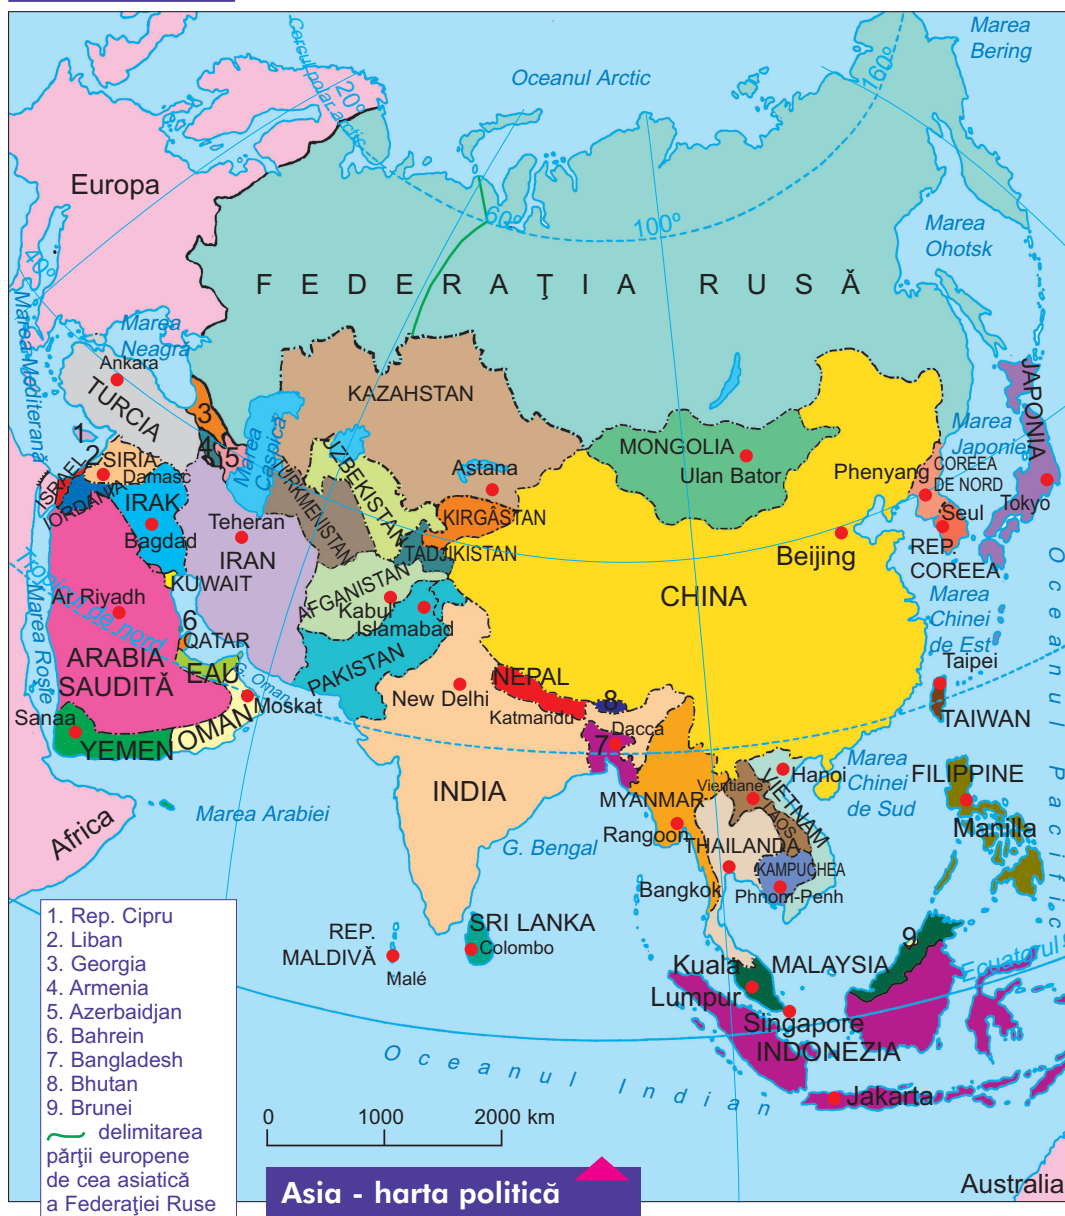 Marea
Bering
Oceanul Arctic
Cercul polar arctic
20°
160°
Europa
60°
100°
Marea
Ohotsk
40°
FEDERAŢIA RUSĂ
Marea Mediterană
Marea
Neagră
Ankara
TURCIA
KAZAHSTAN
JAPONIA
3
1
2
4
5
Marea
Caspică
SIRIA
Damasc
ISRAEL
IORDANIA
IRAK
Bagdad
Teheran
IRAN
UZBEKISTAN
TURKMENISTAN
Astana
KIRGÂSTAN
TADJIKISTAN
MONGOLIA
Ulan Bator
Marea
Japoniei
Phenyang
COREEA
DE NORD
Seul
Tokyo
REP.
COREEA
Beijing
KUWAIT
AFGANISTAN
Kabul
Islamabad
CHINA
Marea
Chinei
de Est
Oceanul Pacific
Tropicul de nord
Marea Roşie
Ar Riyadh
6
QATAR
ARABIA
SAUDITĂ
EAU
G. Oman
Moskat
PAKISTAN
New Delhi
NEPAL
Katmandu
8
Taipei
TAIWAN
Sanaa
YEMEN
OMAN
7
Dacca
INDIA
MYANMAR
Rangoon
Vientiane
LAOS
Hanoi
VIETNAM
Marea
Chinei
de Sud
FILIPPINE
Manilla
Africa
Marea Arabiei
G. Bengal
THAILANDA
Bangkok
KAMPUCHEA
Phnom-Penh
REP.
MALDIVĂ
Malé
SRI LANKA
Colombo
9
MALAYSIA
Kuala
Lumpur
Ecuatorul
Singapore
INDONEZIA
Oceanul Indian
Jakarta
Australia
1. Rep. Cipru
2. Liban
3. Georgia
4. Armenia
5. Azerbaidjan
6. Bahrein
7. Bangladesh
8. Bhutan
9. Brunei
delimitarea
părţii europene
de cea asiatică
a Federaţiei Ruse
0 1000 2000 km
Asia - harta politică